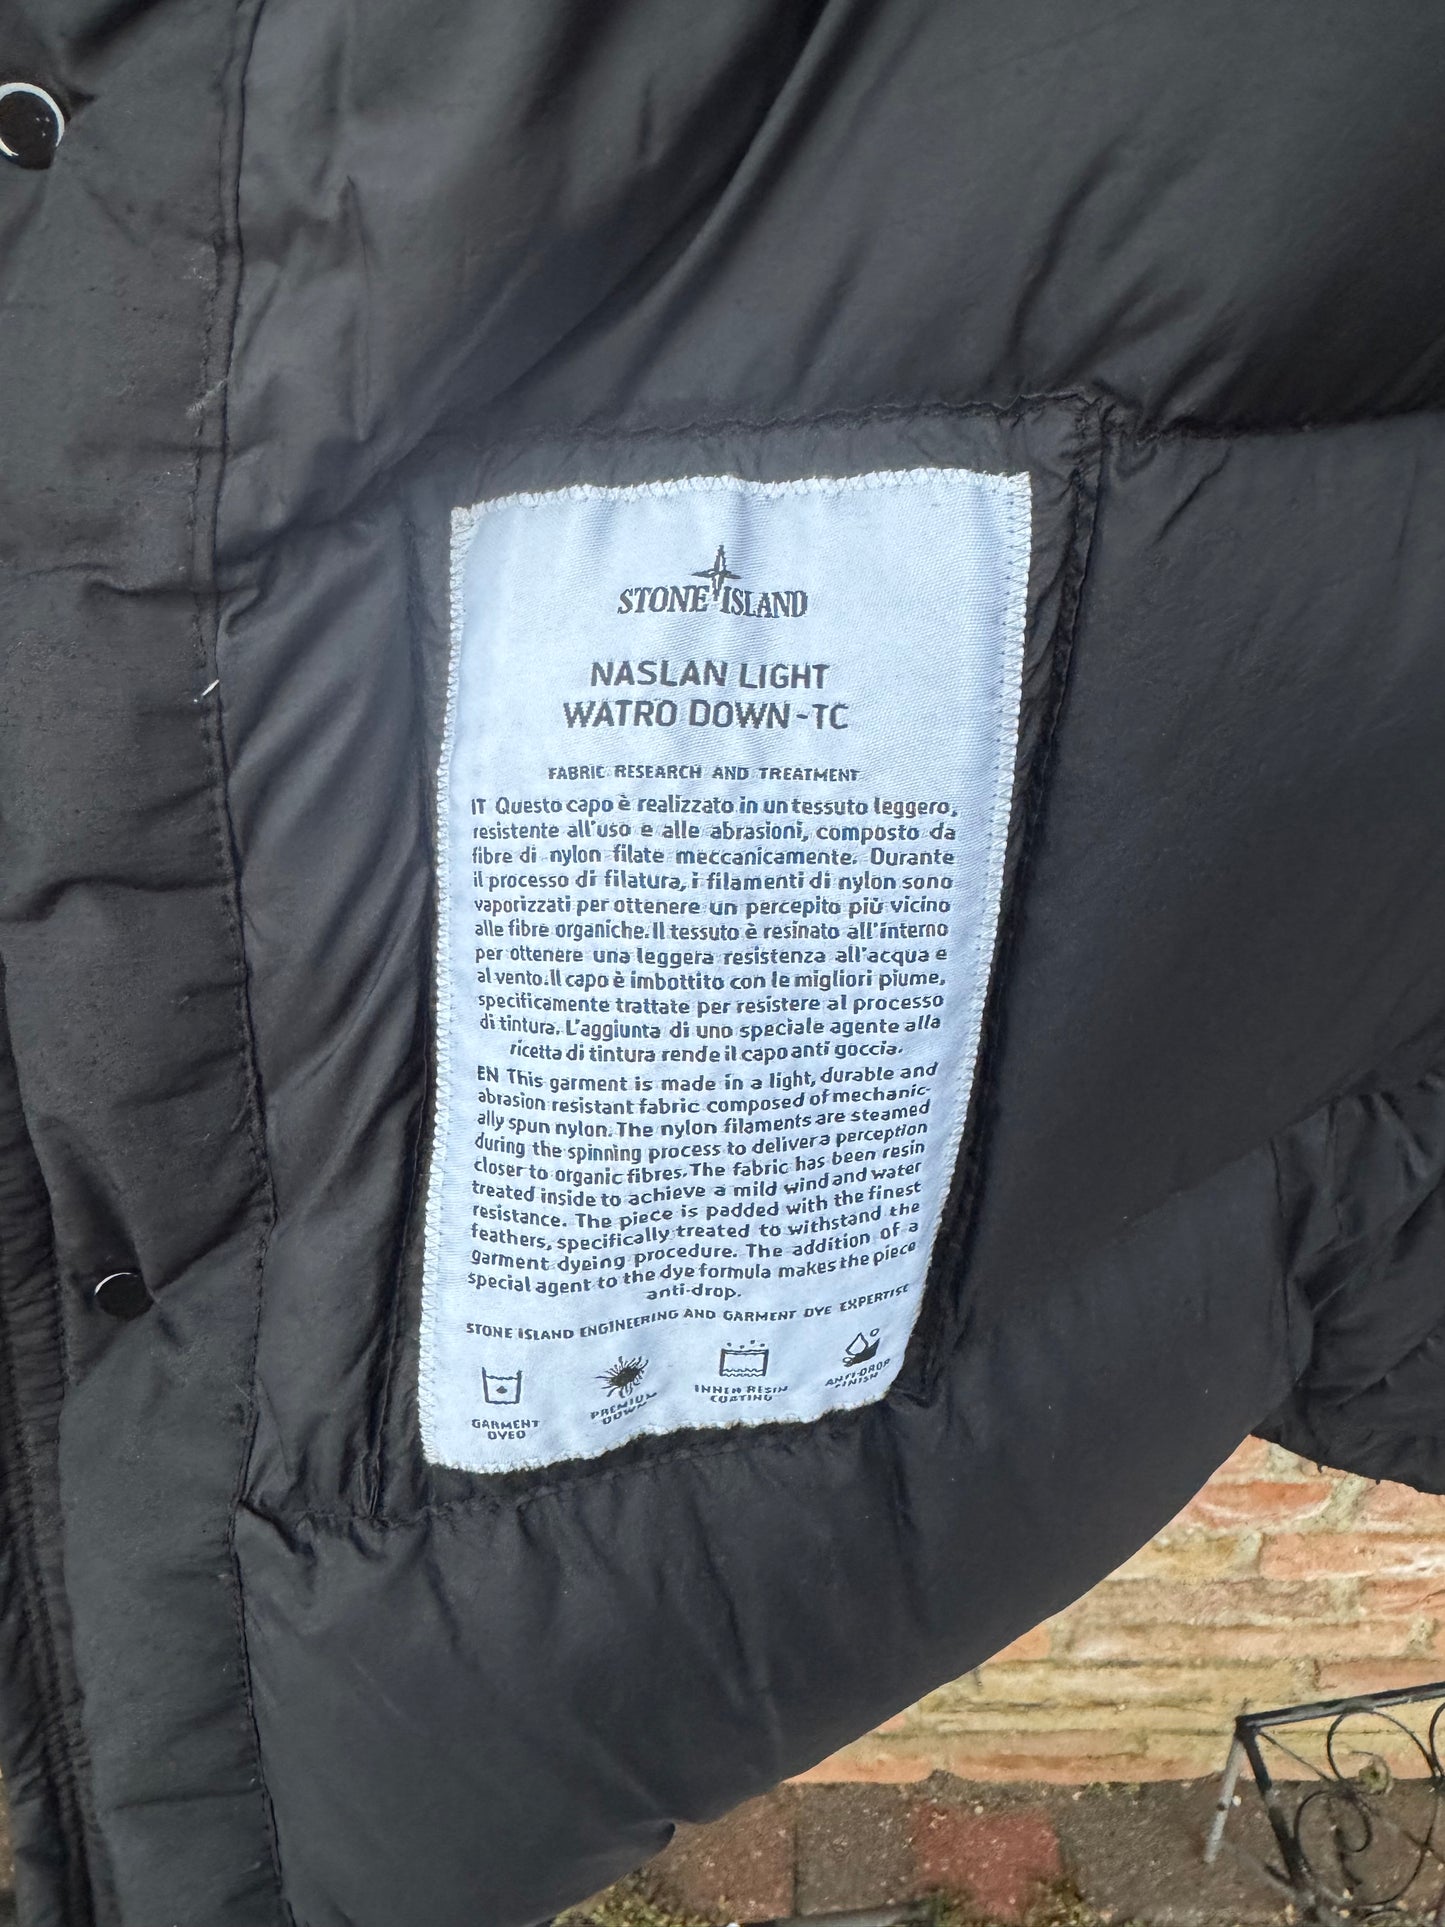 STONE ISLAND
NASLAN LIGHT
WATRO DOWN-TC
FABRIC RESEARCH AND TREATMENT
IT Questo capo è realizzato in un tessuto leggero,
resistente all'uso e alle abrasioni, composto da
fibre di nylon filate meccanicamente. Durante
il processo di filatura, i filamenti di nylon sono
vaporizzati per ottenere un percepito più vicino
alle fibre organiche. Il tessuto è resinato all'interno
per ottenere una leggera resistenza all'acqua e
al vento. Il capo è imbottito con le migliori piume,
specificamente trattate per resistere al processo
di tintura. L'aggiunta di uno speciale agente alla
ricetta di tintura rende il capo anti goccia.
EN This garment is made in a light, durable and
abrasion resistant fabric composed of mechanic-
ally spun nylon. The nylon filaments are steamed
during the spinning process to deliver a perception
closer to organic fibres. The fabric has been resin
treated inside to achieve a mild wind and water
resistance. The piece is padded with the finest
feathers, specifically treated to withstand the
garment dyeing procedure. The addition of a
special agent to the dye formula makes the piece
anti-drop.
STONE ISLAND ENGINEERING AND GARMENT DYE EXPERTISE
GARMENT
DYED
PREMIUM
DOWN
INNER RESIN
COATING
ANTI-DROP
FINISH